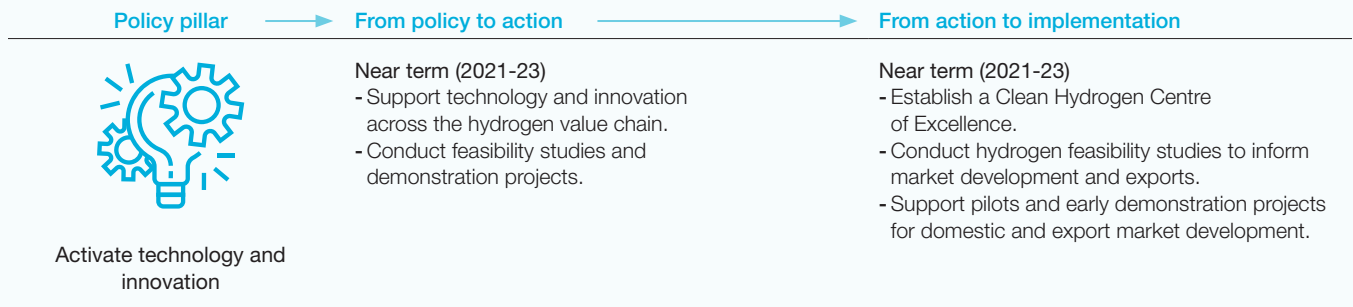 Policy pillar
From policy to action
From action to implementation
Activate technology and
innovation
Near term (2021-23)
- Support technology and innovation
across the hydrogen value chain.
- Conduct feasibility studies and
demonstration projects.
Near term (2021-23)
- Establish a Clean Hydrogen Centre
of Excellence.
- Conduct hydrogen feasibility studies to inform
market development and exports.
- Support pilots and early demonstration projects
for domestic and export market development.